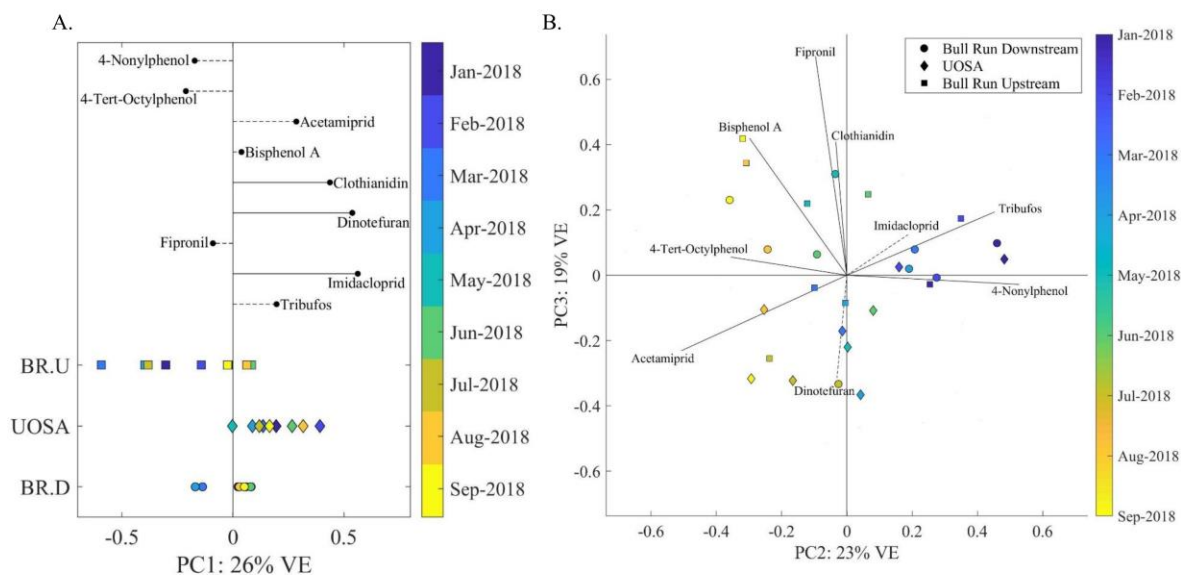 A.
4-Nonylphenol
4-Tert-Octylphenol
Acetamiprid
Bisphenol A
Clothianidin
Dinotefuran
Fipronil
Imidacloprid
Tribufos
BR.U
UOSA
BR.D
-0.5
0
0.5
PC1: 26% VE
Jan-2018
Feb-2018
Mar-2018
Apr-2018
May-2018
Jun-2018
Jul-2018
Aug-2018
Sep-2018
B.
Bull Run Downstream
UOSA
Bull Run Upstream
Fipronil
Bisphenol A
Clothianidin
Tribufos
Imidacloprid
4-Tert-Octylphenol
4-Nonylphenol
Acetamiprid
Dinotefuran
0.6
0.4
0.2
0
-0.2
-0.4
-0.6
PC3: 19% VE
-0.6
-0.4
-0.2
0
0.2
0.4
0.6
PC2: 23% VE
Jan-2018
Feb-2018
Mar-2018
Apr-2018
May-2018
Jun-2018
Jul-2018
Aug-2018
Sep-2018